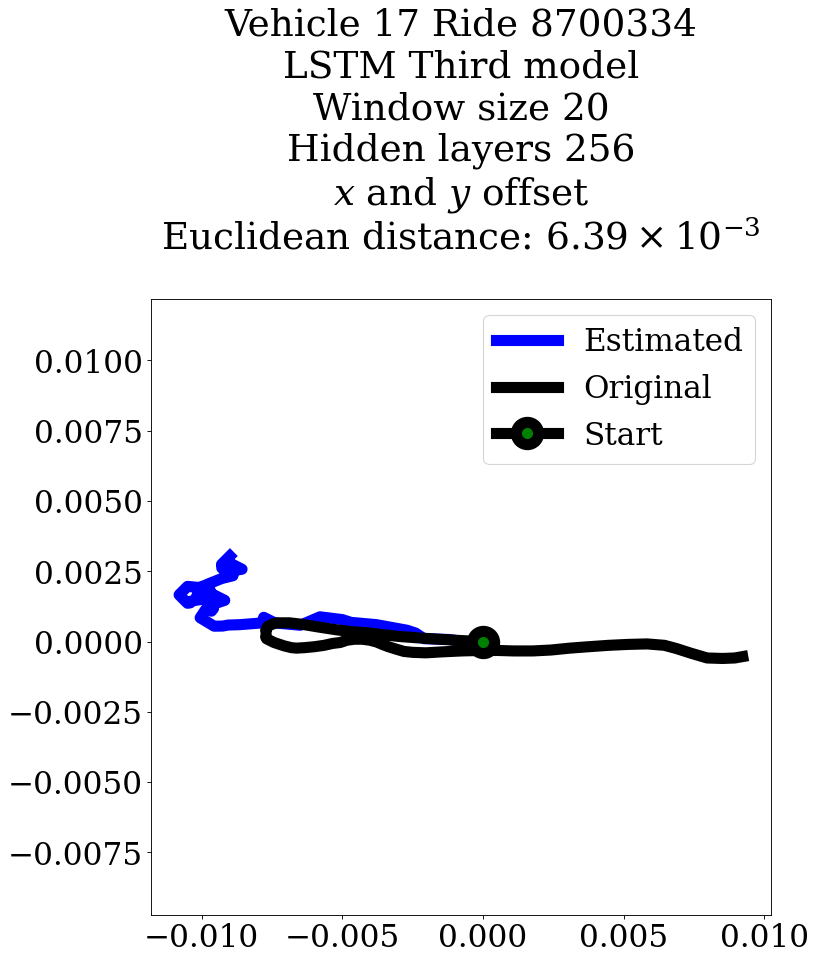 Vehicle 17 Ride 8700334
LSTM Third model
Window size 20
Hidden layers 256
x and y offset
Euclidean distance: 6.39 × 10⁻³
Estimated
Original
Start
0.0100
0.0075
0.0050
0.0025
0.0000
−0.0025
−0.0050
−0.0075
−0.010 −0.005 0.000 0.005 0.010